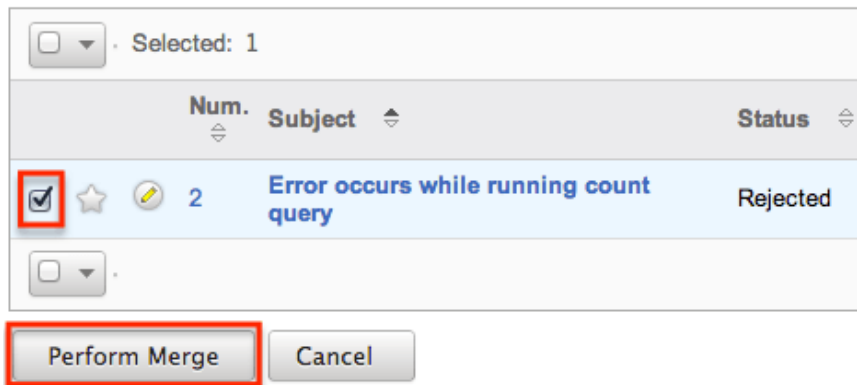 Selected: 1
Num. Subject Status
2 Error occurs while running count Rejected
query
Perform Merge Cancel